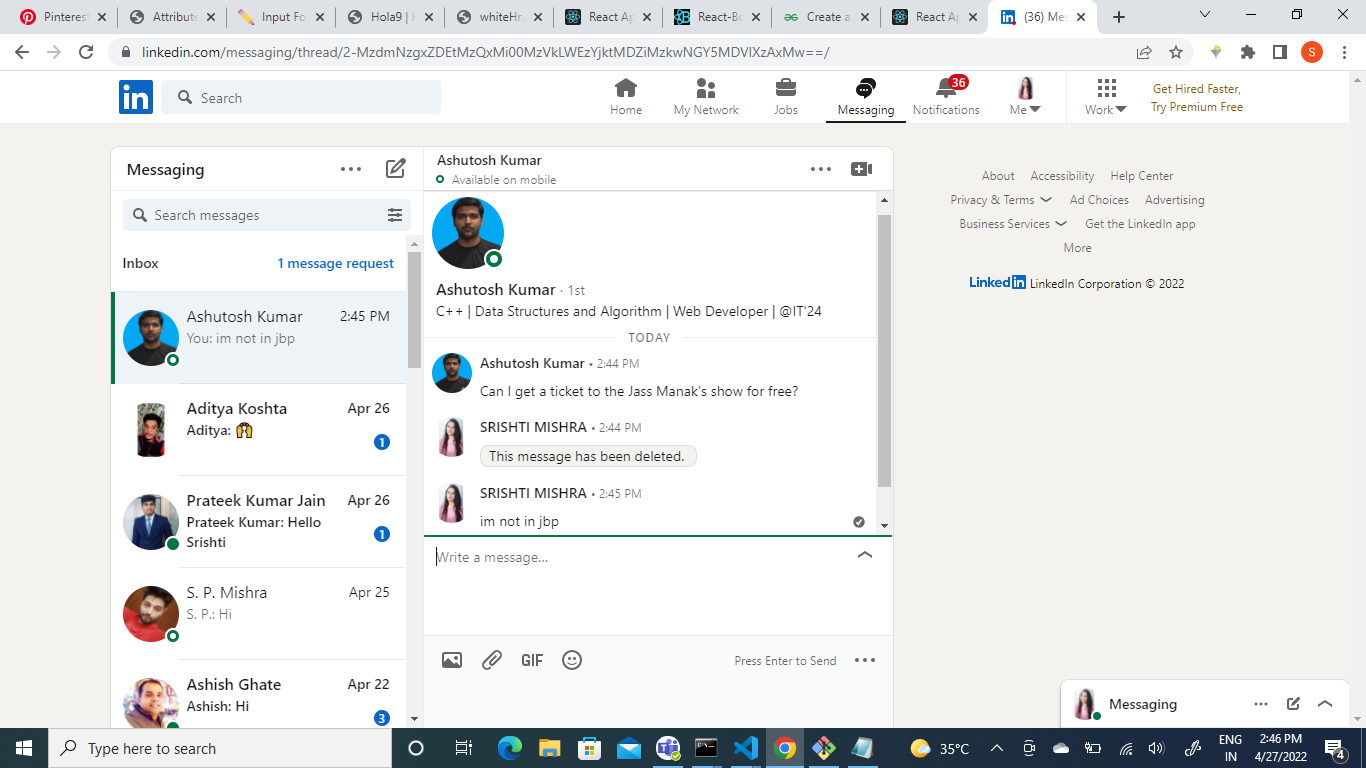 Pinterest
Attribute
Input Fo
Hola9 |
whiteHr.
React Ap
React-Bo
Create a
React Ap
(36) Mes
linkedin.com/messaging/thread/2-MzdmNzgxZDEtMzQxMi00MzVkLWEzYjktMDZiMzkwNGY5MDVlXzAxMw==/
S
in
Search
Home
My Network
Jobs
Messaging
36
Notifications
Me
Work
Get Hired Faster,
Try Premium Free
Messaging
Search messages
Inbox
1 message request
Ashutosh Kumar
2:45 PM
You: im not in jbp
Aditya Koshta
Apr 26
Aditya: 🙌
1
Prateek Kumar Jain
Apr 26
Prateek Kumar: Hello
Srishti
1
S. P. Mishra
Apr 25
S. P.: Hi
Ashish Ghate
Apr 22
Ashish: Hi
3
Ashutosh Kumar
Available on mobile
Ashutosh Kumar · 1st
C++ | Data Structures and Algorithm | Web Developer | @IT'24
TODAY
Ashutosh Kumar • 2:44 PM
Can I get a ticket to the Jass Manak's show for free?
SRISHTI MISHRA • 2:44 PM
This message has been deleted.
SRISHTI MISHRA • 2:45 PM
im not in jbp
Write a message...
GIF
Press Enter to Send
About
Accessibility
Help Center
Privacy & Terms
Ad Choices
Advertising
Business Services
Get the LinkedIn app
More
LinkedIn LinkedIn Corporation © 2022
Messaging
Type here to search
35°C
ENG
IN
2:46 PM
4/27/2022
4